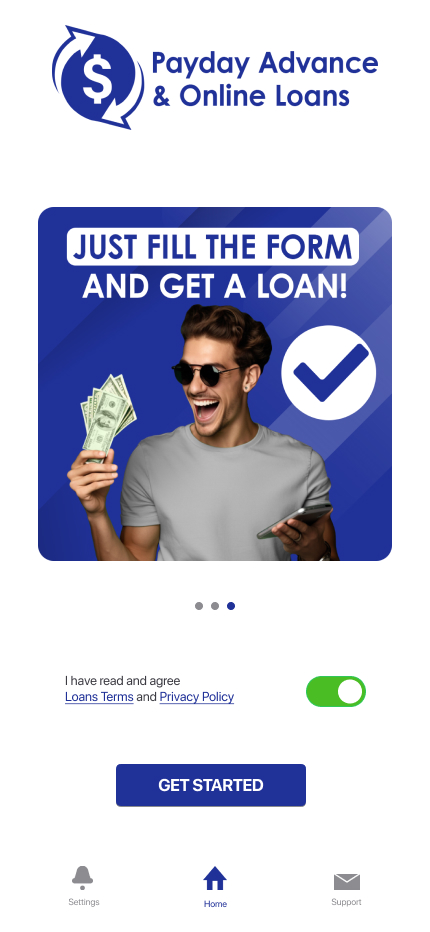 $
Payday Advance
& Online Loans
JUST FILL THE FORM
AND GET A LOAN!
I have read and agree
Loans Terms and Privacy Policy
GET STARTED
Settings
Home
Support